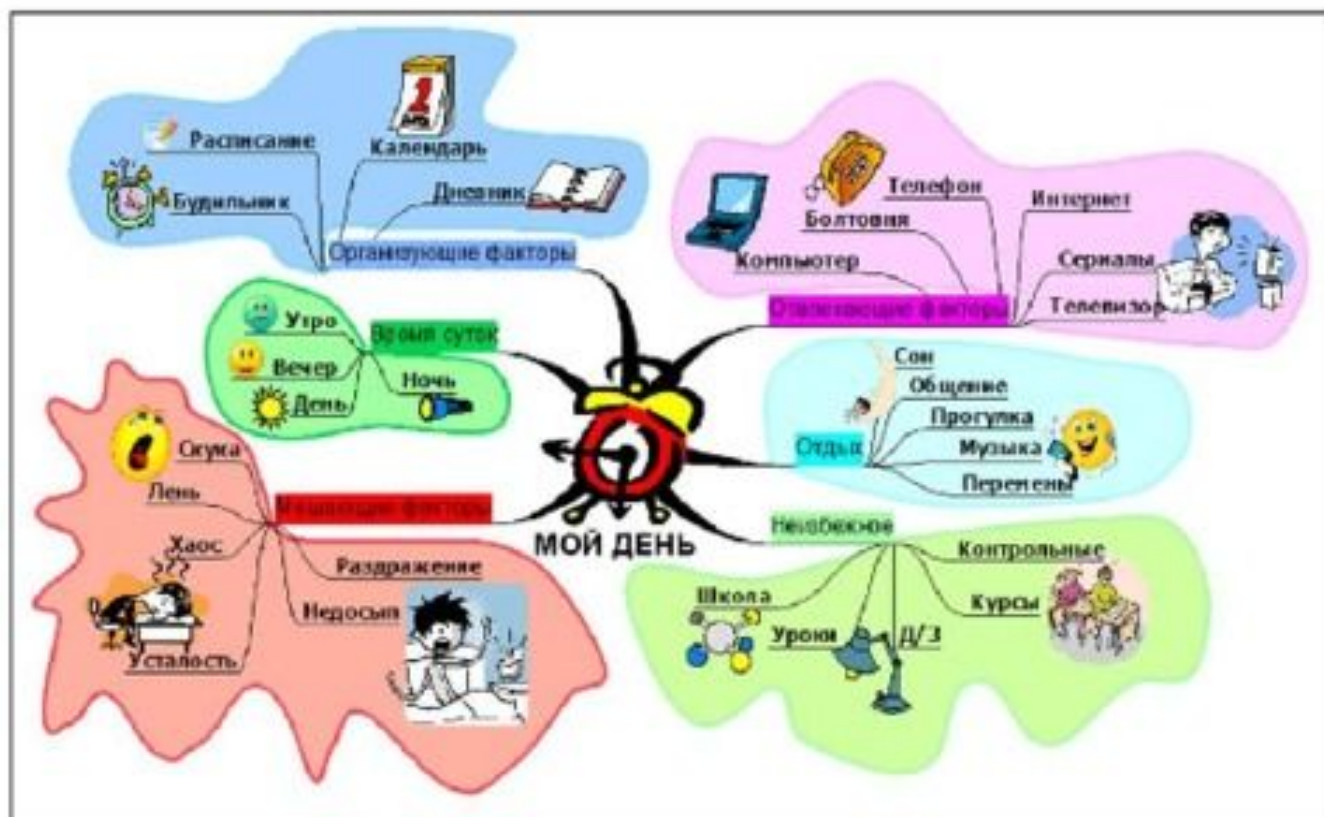 Расписание
Календарь
Будильник
Дневник
Организующие факторы
Телефон
Интернет
Болтовня
Компьютер
Сериалы
Телевизор
Отвлекающие факторы
Утро
Время суток
Вечер
Ночь
День
Сон
Общение
Прогулка
Отдых
Музыка
Перемены
Скука
Лень
Мешающие факторы
Хаос
Раздражение
Недосып
Усталость
МОЙ ДЕНЬ
Неизбежное
Контрольные
Школа
Курсы
Уроки
Д/З